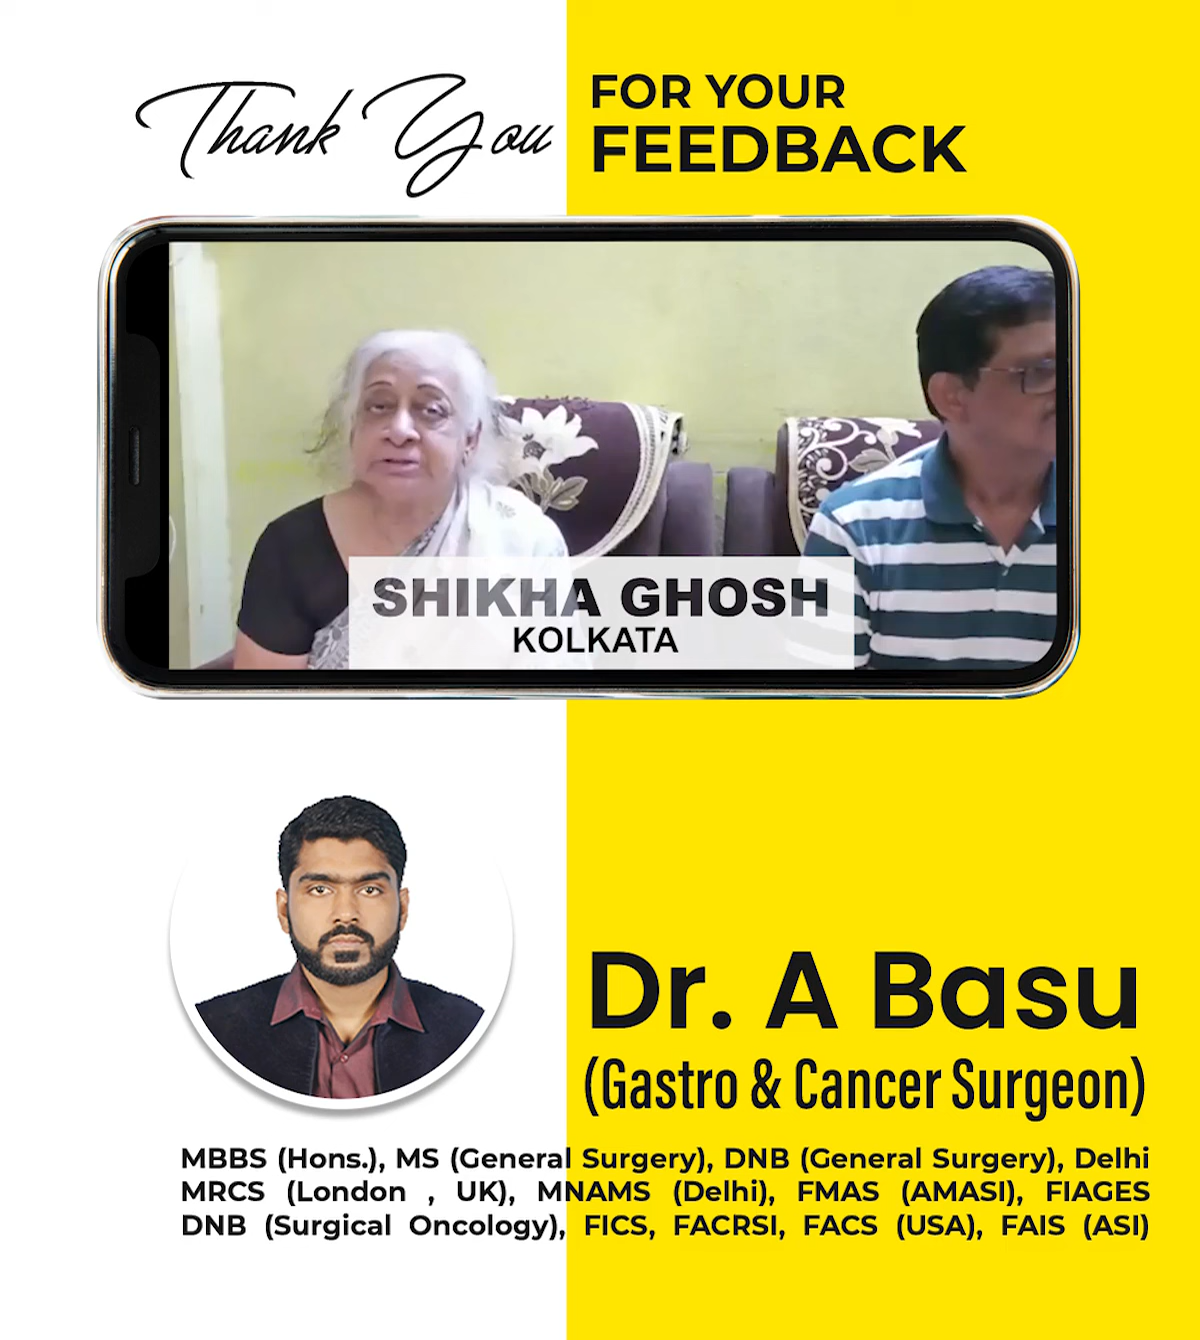 Thank You FOR YOUR
FEEDBACK
SHIKHA GHOSH
KOLKATA
Dr. A Basu
(Gastro & Cancer Surgeon)
MBBS (Hons.), MS (General Surgery), DNB (General Surgery), Delhi
MRCS (London , UK), MNAMS (Delhi), FMAS (AMASI), FIAGES
DNB (Surgical Oncology), FICS, FACRSI, FACS (USA), FAIS (ASI)